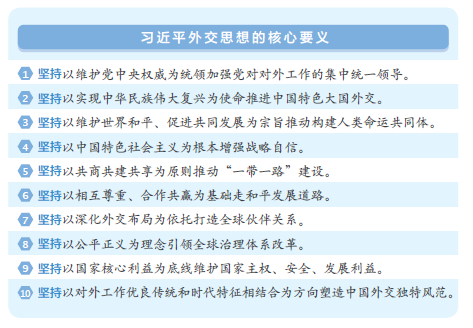 习近平外交思想的核心要义
1 坚持以维护党中央权威为统领加强党对对外工作的集中统一领导。
2 坚持以实现中华民族伟大复兴为使命推进中国特色大国外交。
3 坚持以维护世界和平、促进共同发展为宗旨推动构建人类命运共同体。
4 坚持以中国特色社会主义为根本增强战略自信。
5 坚持以共商共建共享为原则推动“一带一路”建设。
6 坚持以相互尊重、合作共赢为基础走和平发展道路。
7 坚持以深化外交布局为依托打造全球伙伴关系。
8 坚持以公平正义为理念引领全球治理体系改革。
9 坚持以国家核心利益为底线维护国家主权、安全、发展利益。
10 坚持以对外工作优良传统和时代特征相结合为方向塑造中国外交独特风范。